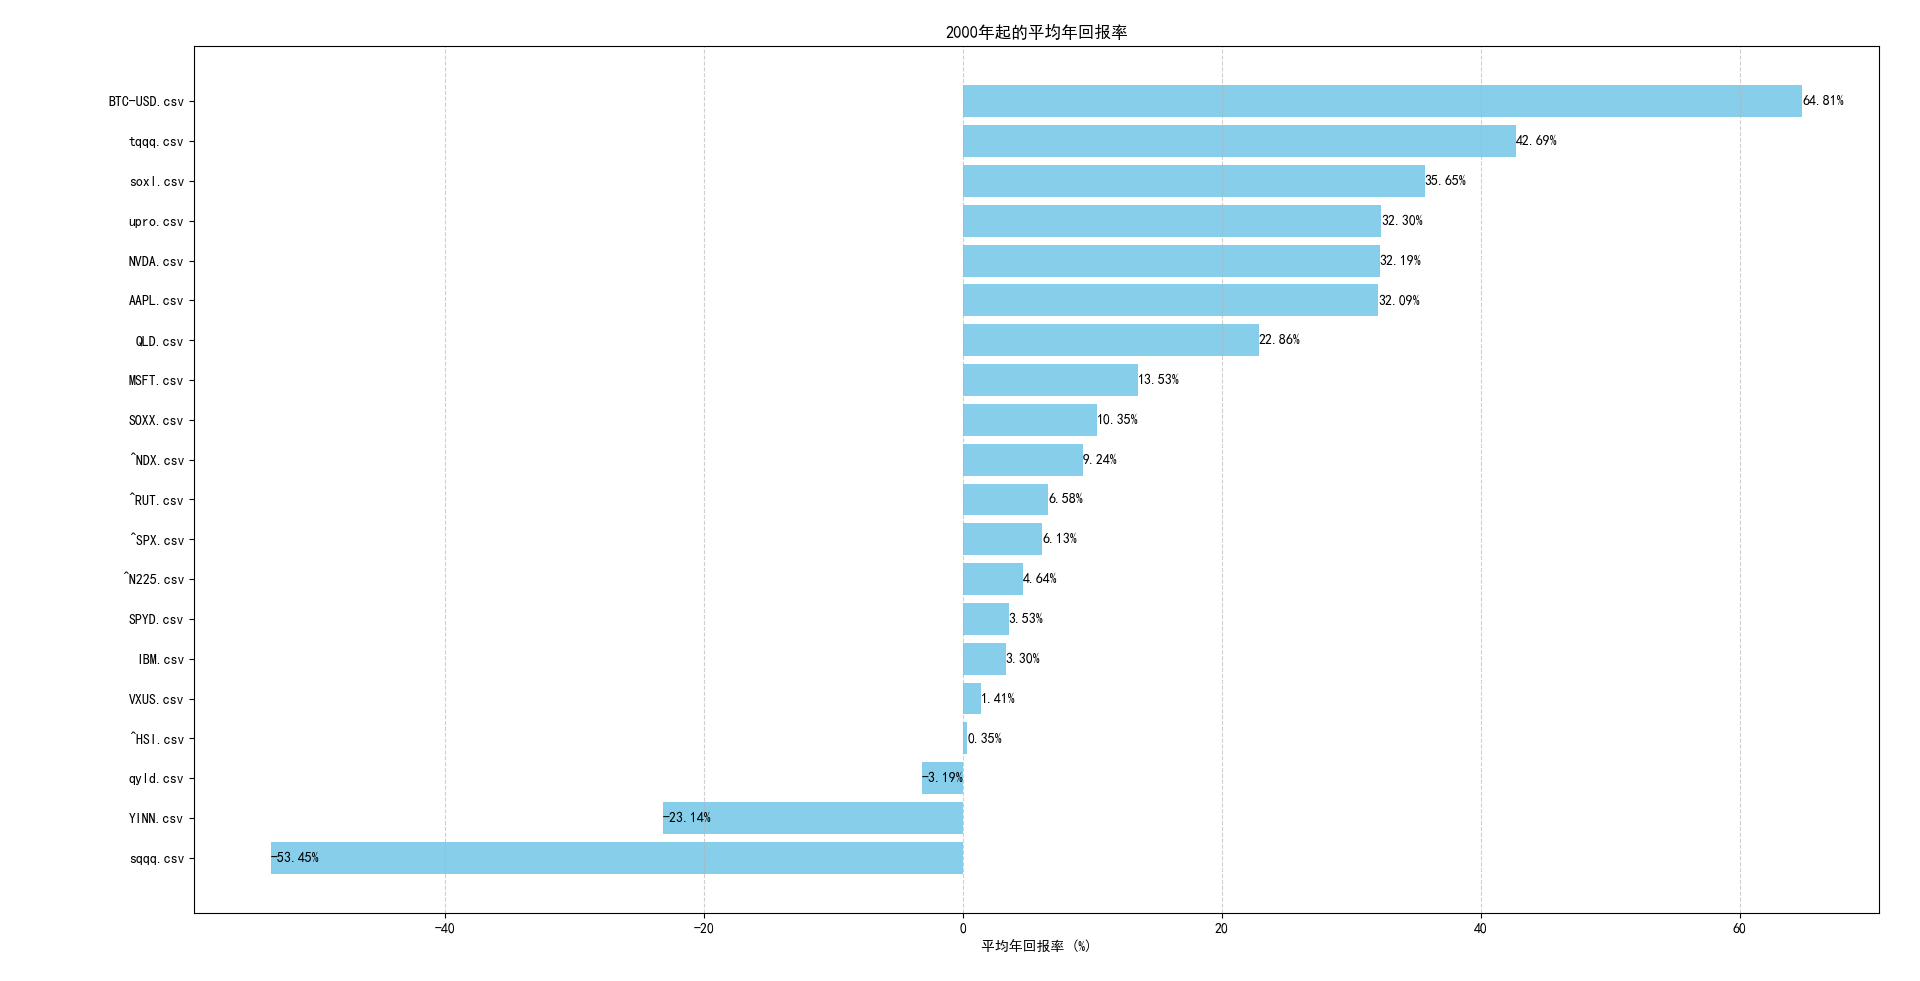 2000年起的平均年回报率
BTC-USD.csv 64.81%
tqqq.csv 42.69%
soxl.csv 35.65%
upro.csv 32.30%
NVDA.csv 32.19%
AAPL.csv 32.09%
QLD.csv 22.86%
MSFT.csv 13.53%
SOXX.csv 10.35%
^NDX.csv 9.24%
^RUT.csv 6.58%
^SPX.csv 6.13%
^N225.csv 4.64%
SPYD.csv 3.53%
IBM.csv 3.30%
VXUS.csv 1.41%
^HSI.csv 0.35%
qyld.csv -3.19%
YINN.csv -23.14%
sqqq.csv -53.45%
-40 -20 0 20 40 60
平均年回报率 (%)